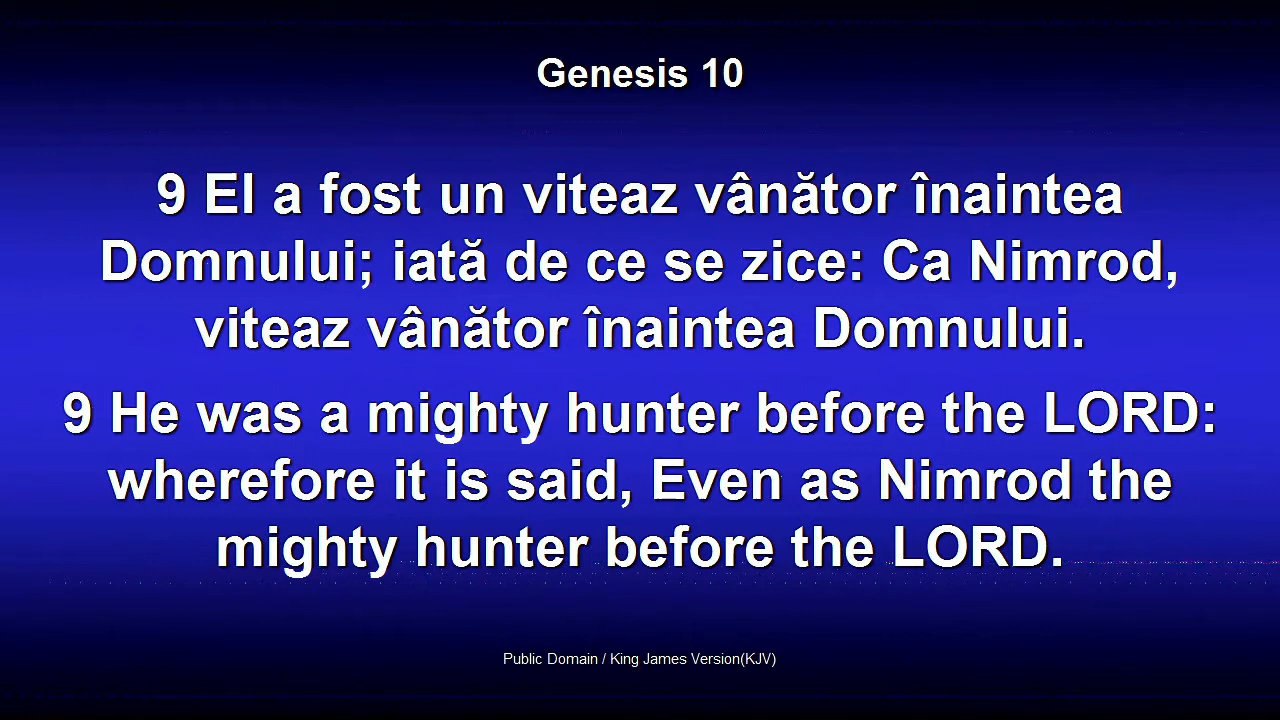 Genesis 10
9 El a fost un viteaz vânător înaintea
Domnului; iată de ce se zice: Ca Nimrod,
viteaz vânător înaintea Domnului.
9 He was a mighty hunter before the LORD:
wherefore it is said, Even as Nimrod the
mighty hunter before the LORD.
Public Domain / King James Version(KJV)